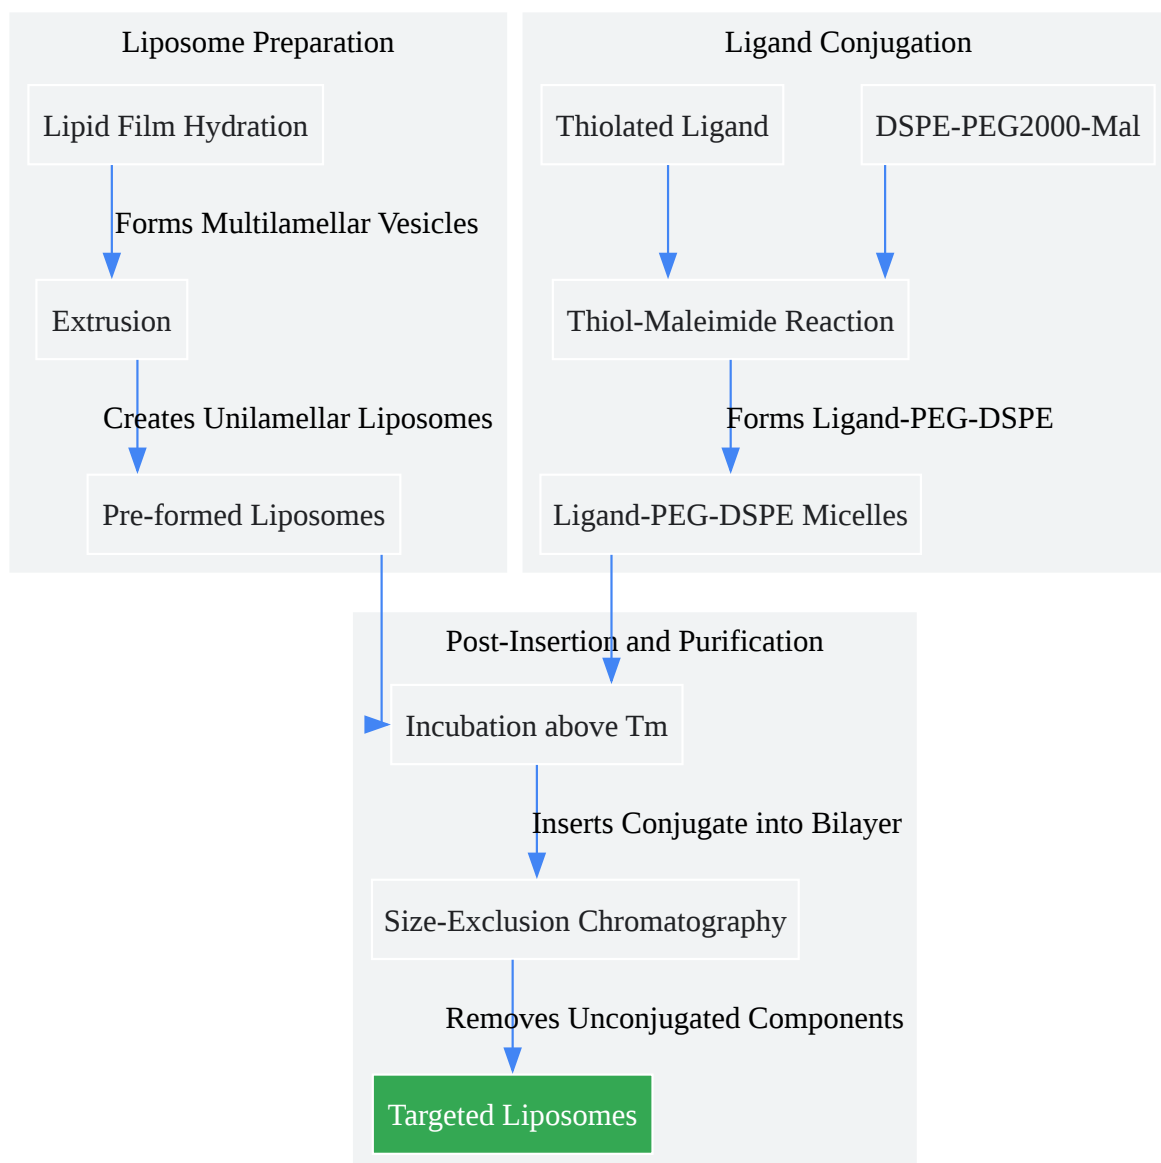 Liposome Preparation
Lipid Film Hydration
Forms Multilamellar Vesicles
Extrusion
Creates Unilamellar Liposomes
Pre-formed Liposomes
Ligand Conjugation
Thiolated Ligand
DSPE-PEG2000-Mal
Thiol-Maleimide Reaction
Forms Ligand-PEG-DSPE
Ligand-PEG-DSPE Micelles
Post-Insertion and Purification
Incubation above Tm
Inserts Conjugate into Bilayer
Size-Exclusion Chromatography
Removes Unconjugated Components
Targeted Liposomes